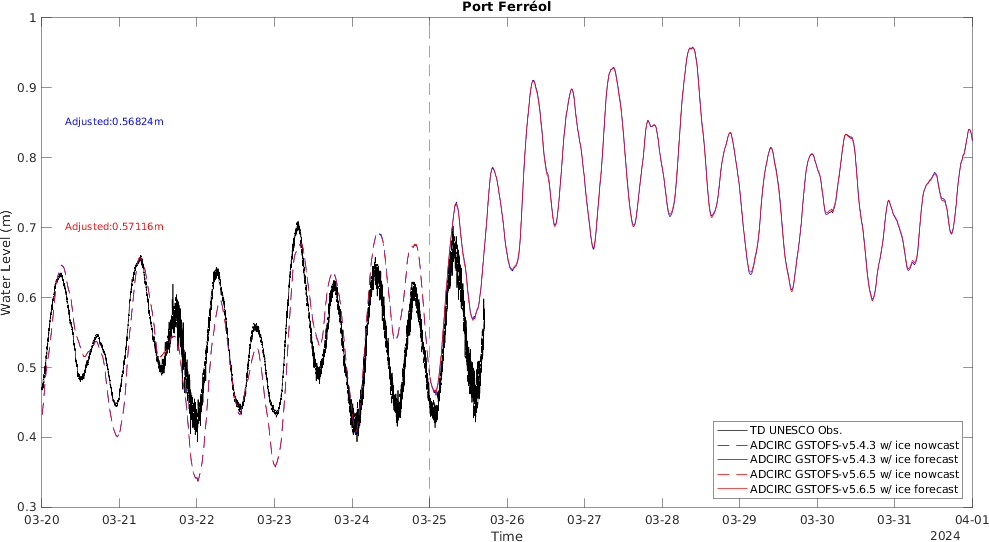 Port Ferréol
Water Level (m)
1
0.9
0.8
0.7
0.6
0.5
0.4
0.3
Adjusted:0.56824m
Adjusted:0.57116m
TD UNESCO Obs.
ADCIRC GSTOFS-v5.4.3 w/ ice nowcast
ADCIRC GSTOFS-v5.4.3 w/ ice forecast
ADCIRC GSTOFS-v5.6.5 w/ ice nowcast
ADCIRC GSTOFS-v5.6.5 w/ ice forecast
03-20 03-21 03-22 03-23 03-24 03-25 03-26 03-27 03-28 03-29 03-30 03-31 04-01
Time
2024